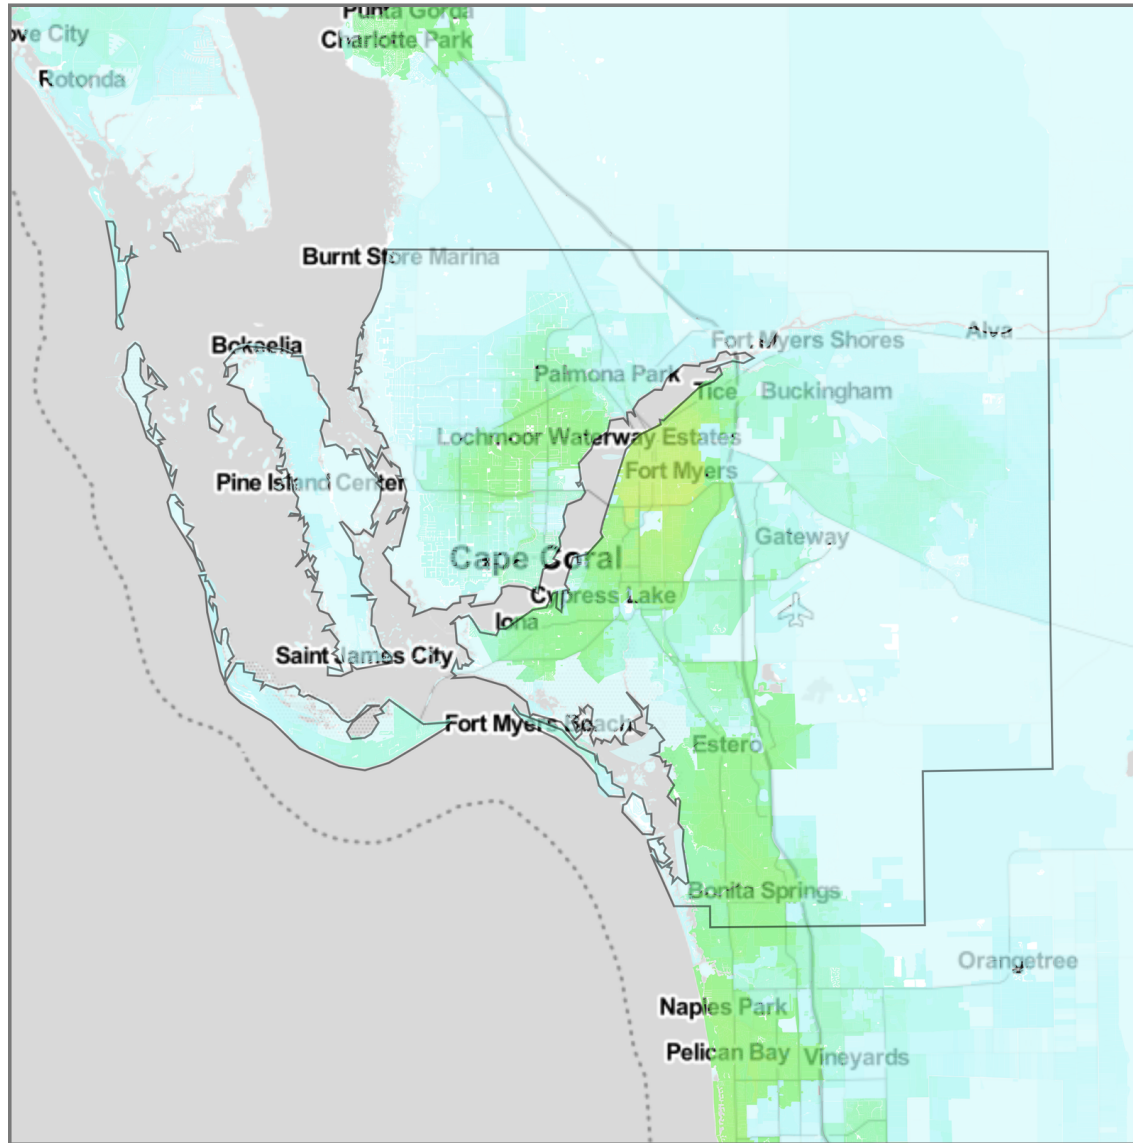 Punta Gorda
ove City
Charlotte Park
Rotonda
Burnt Store Marina
Alva
Fort Myers Shores
Bokeelia
Palmona Park
Tice
Buckingham
Lochmoor Waterway Estates
Fort Myers
Pine Island Center
Gateway
Cape Coral
Cypress Lake
Iona
Saint James City
Fort Myers Beach
Estero
Bonita Springs
Orangetree
Naples Park
Pelican Bay
Vineyards